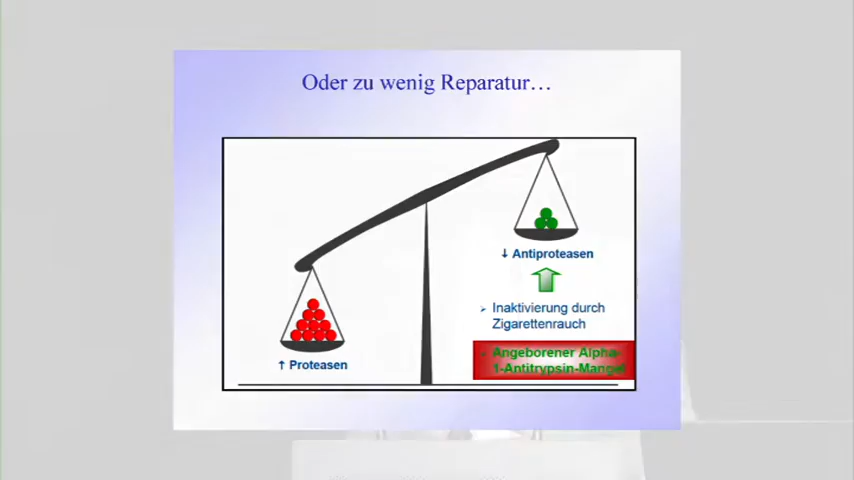 Oder zu wenig Reparatur…
↓ Antiproteasen
Inaktivierung durch
Zigarettenrauch
Angeborener Alpha-
1-Antitrypsin-Mangel
↑ Proteasen